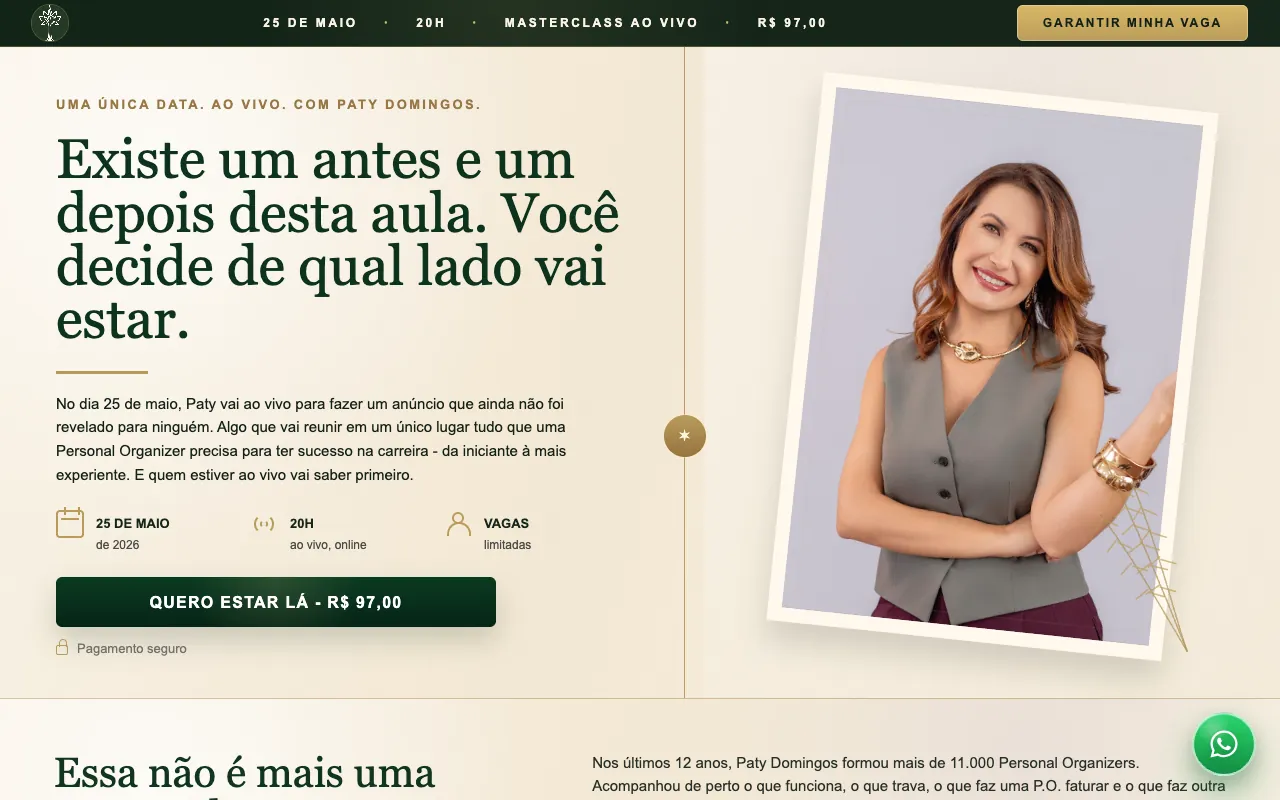 25 DE MAIO • 20H • MASTERCLASS AO VIVO • R$ 97,00
GARANTIR MINHA VAGA
UMA ÚNICA DATA. AO VIVO. COM PATY DOMINGOS.
Existe um antes e um
depois desta aula. Você
decide de qual lado vai
estar.
No dia 25 de maio, Paty vai ao vivo para fazer um anúncio que ainda não foi
revelado para ninguém. Algo que vai reunir em um único lugar tudo que uma
Personal Organizer precisa para ter sucesso na carreira - da iniciante à mais
experiente. E quem estiver ao vivo vai saber primeiro.
25 DE MAIO
de 2026
20H
ao vivo, online
VAGAS
limitadas
QUERO ESTAR LÁ - R$ 97,00
Pagamento seguro
Essa não é mais uma
Nos últimos 12 anos, Paty Domingos formou mais de 11.000 Personal Organizers.
Acompanhou de perto o que funciona, o que trava, o que faz uma P.O. faturar e o que faz outra